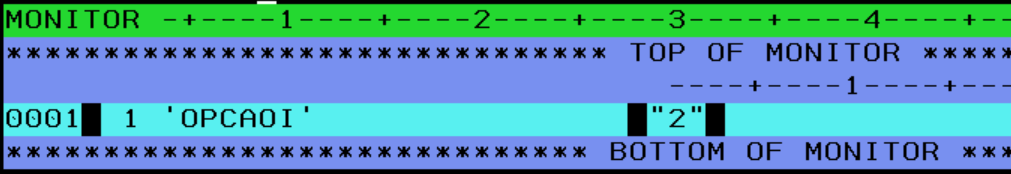 MONITOR -+----1----+----2----+----3----+----4----+--
******************************* TOP OF MONITOR *****
----+----1----+---
0001 1 'OPCAOI' "2"
****************************** BOTTOM OF MONITOR ***